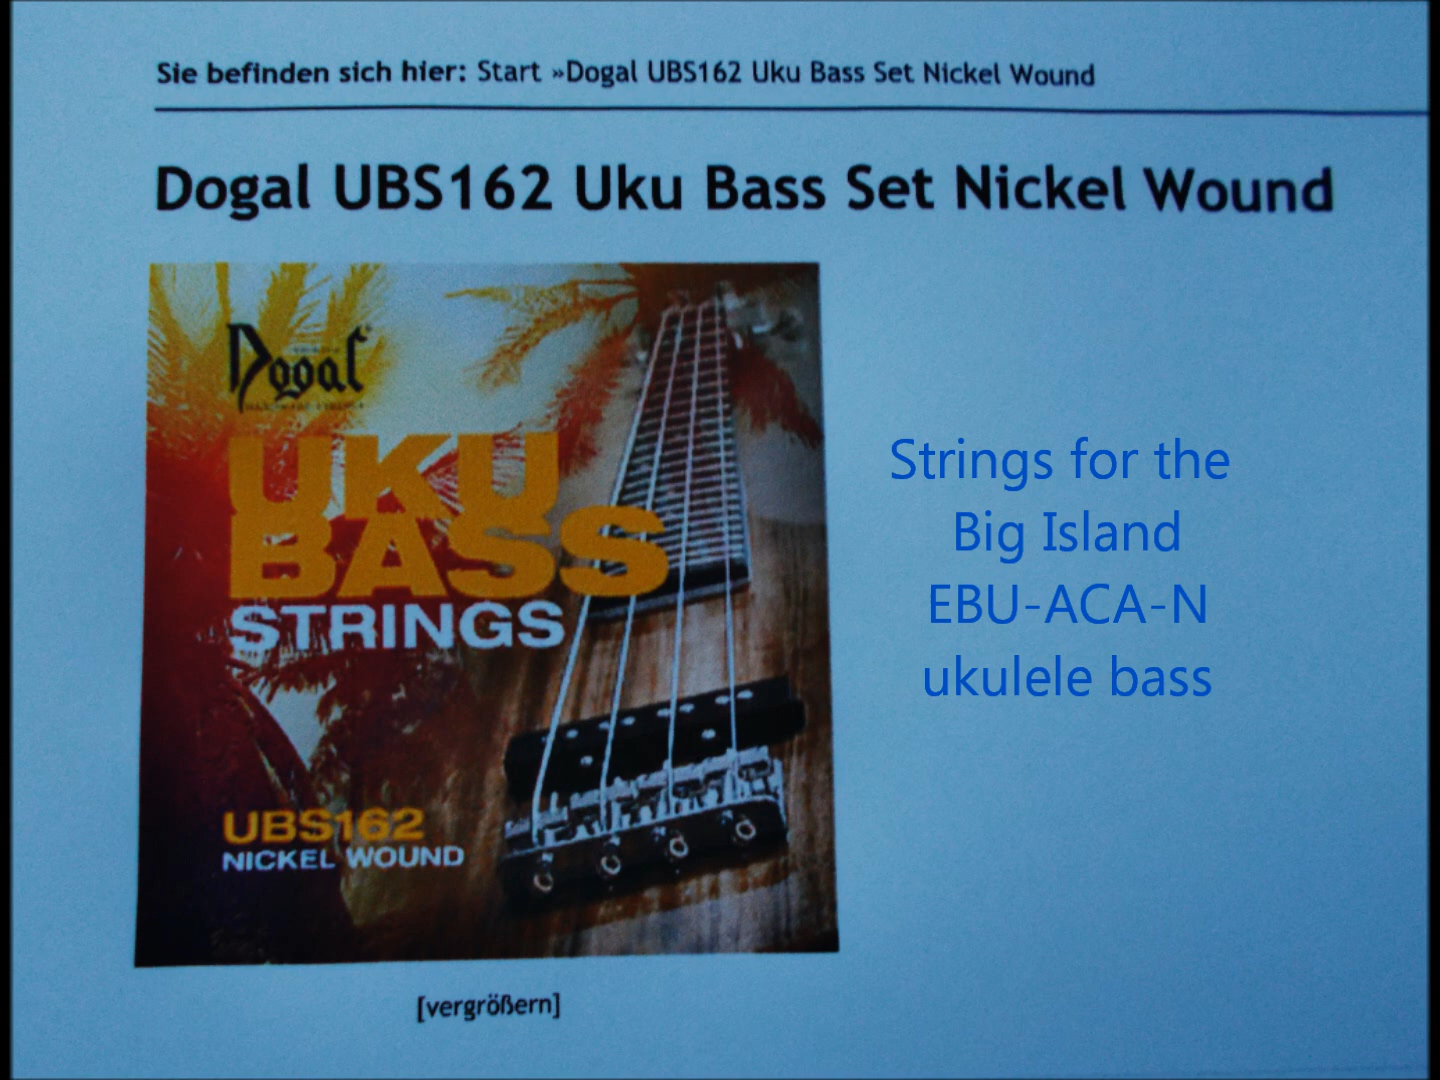 Sie befinden sich hier: Start »Dogal UBS162 Uku Bass Set Nickel Wound
Dogal UBS162 Uku Bass Set Nickel Wound
Dogal
UKU
BASS
STRINGS
UBS162
NICKEL WOUND
Strings for the
Big Island
EBU-ACA-N
ukulele bass
[vergrößern]